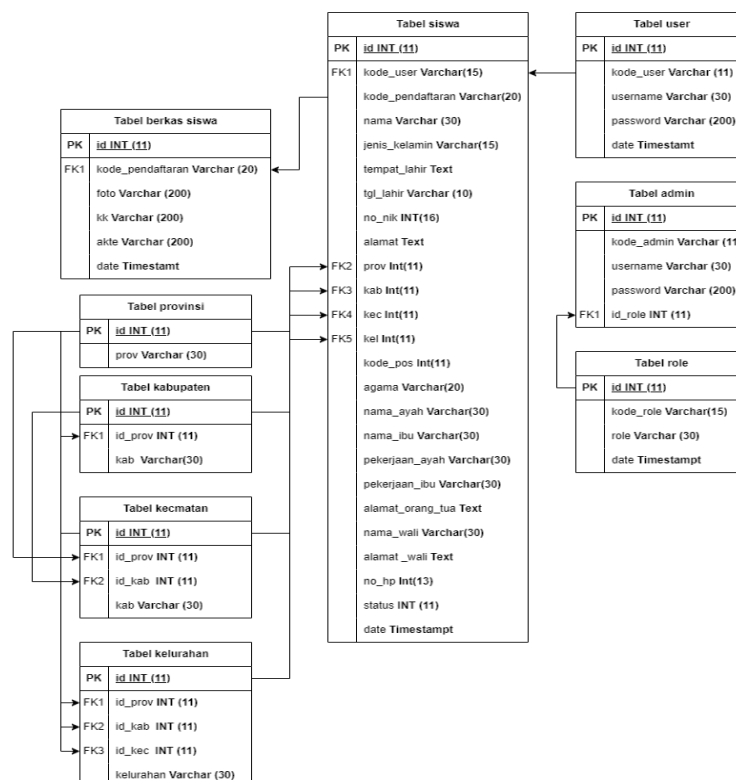 Tabel siswa
PK id INT (11)
FK1 kode_user Varchar(15)
kode_pendaftaran Varchar(20)
nama Varchar (30)
jenis_kelamin Varchar(15)
tempat_lahir Text
tgl_lahir Varchar (10)
no_nik INT(16)
alamat Text
FK2 prov Int(11)
FK3 kab Int(11)
FK4 kec Int(11)
FK5 kel Int(11)
kode_pos Int(11)
agama Varchar(20)
nama_ayah Varchar(30)
nama_ibu Varchar(30)
pekerjaan_ayah Varchar(30)
pekerjaan_ibu Varchar(30)
alamat_orang_tua Text
nama_wali Varchar(30)
alamat _wali Text
no_hp Int(13)
status INT (11)
date Timestampt
Tabel user
PK id INT (11)
kode_user Varchar (11)
username Varchar (30)
password Varchar (200)
date Timestamt
Tabel berkas siswa
PK id INT (11)
FK1 kode_pendaftaran Varchar (20)
foto Varchar (200)
kk Varchar (200)
akte Varchar (200)
date Timestamt
Tabel admin
PK id INT (11)
kode_admin Varchar (11
username Varchar (30)
password Varchar (200)
FK1 id_role INT (11)
Tabel provinsi
PK id INT (11)
prov Varchar (30)
Tabel role
PK id INT (11)
kode_role Varchar(15)
role Varchar (30)
date Timestampt
Tabel kabupaten
PK id INT (11)
FK1 id_prov INT (11)
kab Varchar(30)
Tabel kecmatan
PK id INT (11)
FK1 id_prov INT (11)
FK2 id_kab INT (11)
kab Varchar (30)
Tabel kelurahan
PK id INT (11)
FK1 id_prov INT (11)
FK2 id_kab INT (11)
FK3 id_kec INT (11)
kelurahan Varchar (30)